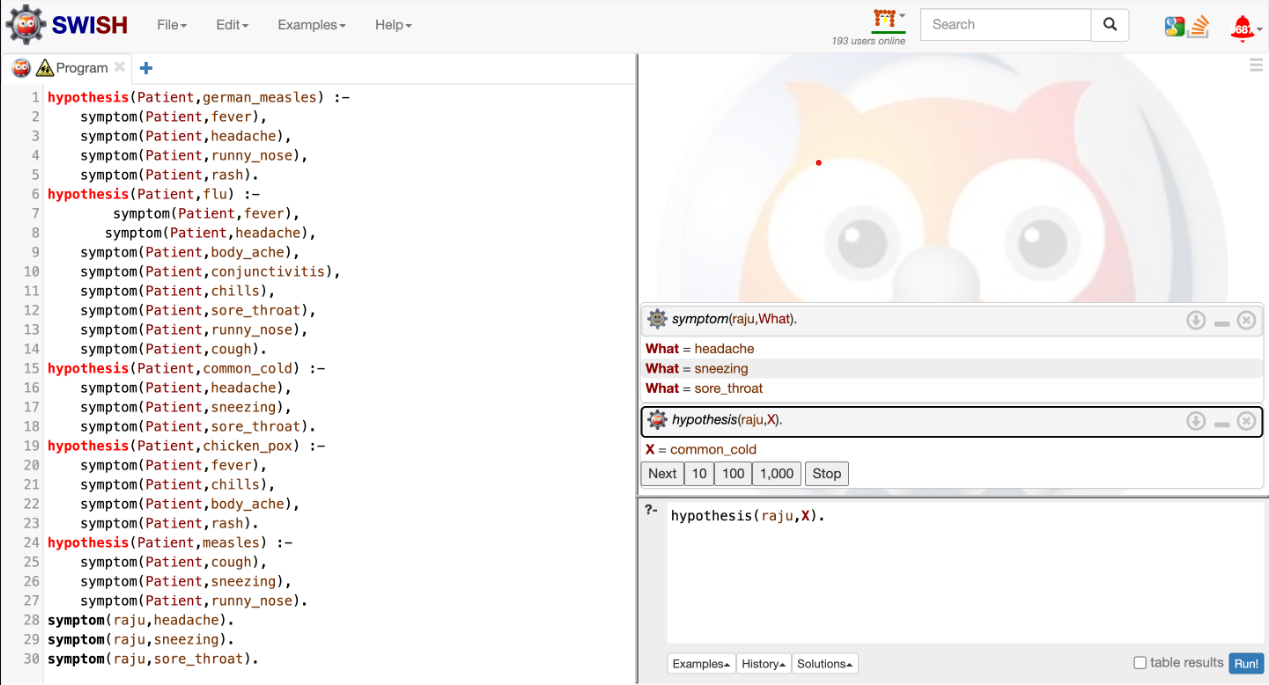 SWISH File Edit Examples Help 193 users online Search 687
Program
1 hypothesis(Patient,german_measles) :-
2 symptom(Patient,fever),
3 symptom(Patient,headache),
4 symptom(Patient,runny_nose),
5 symptom(Patient,rash).
6 hypothesis(Patient,flu) :-
7 symptom(Patient,fever),
8 symptom(Patient,headache),
9 symptom(Patient,body_ache),
10 symptom(Patient,conjunctivitis),
11 symptom(Patient,chills),
12 symptom(Patient,sore_throat),
13 symptom(Patient,runny_nose),
14 symptom(Patient,cough).
15 hypothesis(Patient,common_cold) :-
16 symptom(Patient,headache),
17 symptom(Patient,sneezing),
18 symptom(Patient,sore_throat).
19 hypothesis(Patient,chicken_pox) :-
20 symptom(Patient,fever),
21 symptom(Patient,chills),
22 symptom(Patient,body_ache),
23 symptom(Patient,rash).
24 hypothesis(Patient,measles) :-
25 symptom(Patient,cough),
26 symptom(Patient,sneezing),
27 symptom(Patient,runny_nose).
28 symptom(raju,headache).
29 symptom(raju,sneezing).
30 symptom(raju,sore_throat).
symptom(raju,What).
What = headache
What = sneezing
What = sore_throat
hypothesis(raju,X).
X = common_cold
Next 10 100 1,000 Stop
?- hypothesis(raju,X).
Examples History Solutions table results Run!